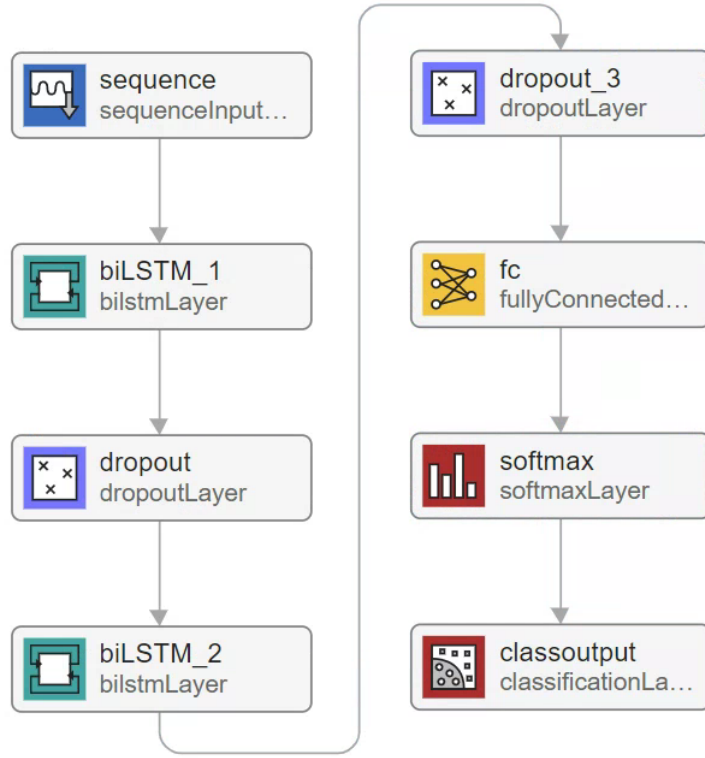 sequence
sequenceInput...
biLSTM_1
bilstmLayer
dropout
dropoutLayer
biLSTM_2
bilstmLayer
dropout_3
dropoutLayer
fc
fullyConnected...
softmax
softmaxLayer
classoutput
classificationLa...